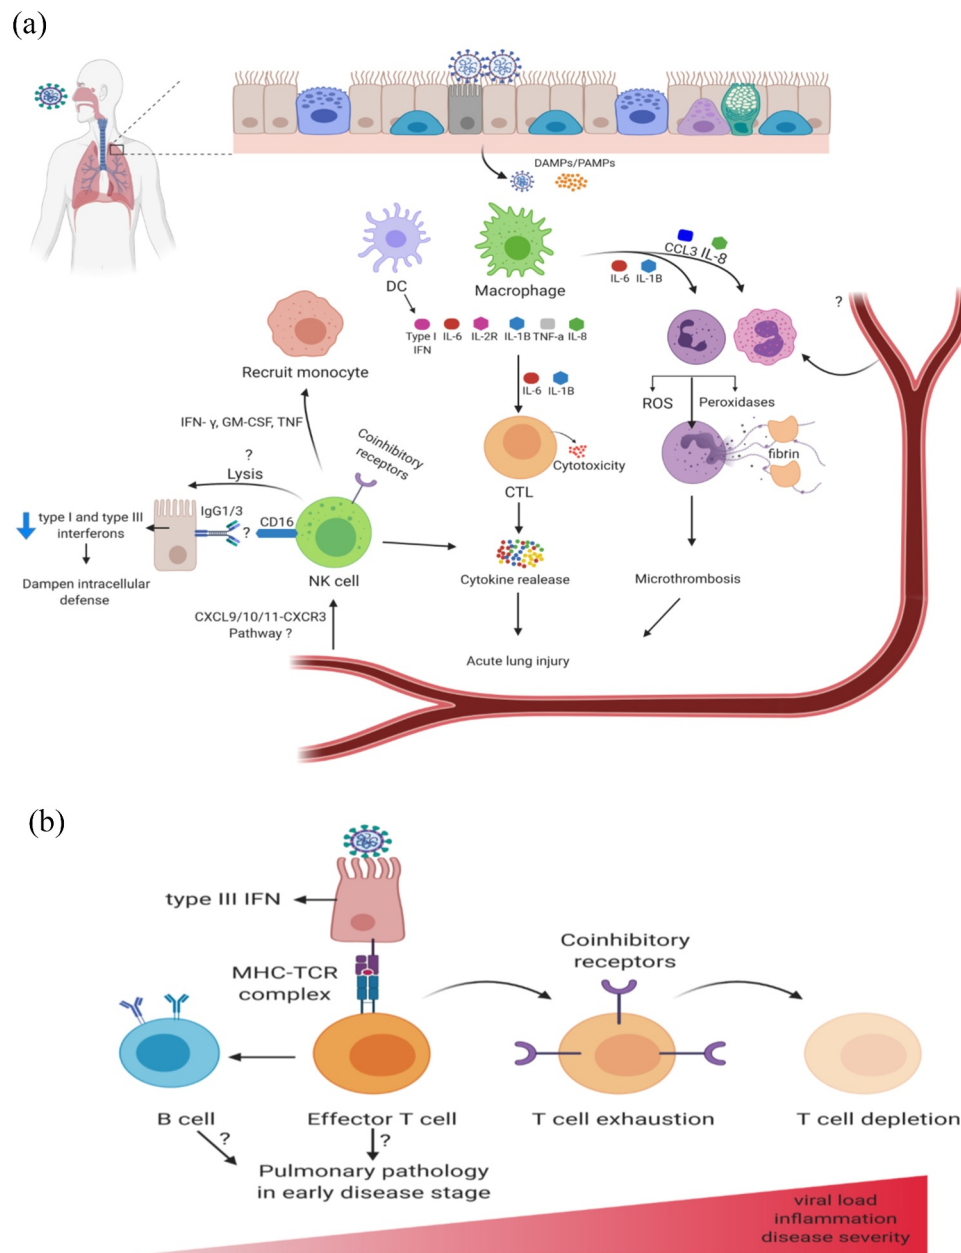 (a)
DAMPs/PAMPs
CCL3 IL-8
IL-6 IL-1B
?
DC
Macrophage
Type I IL-6 IL-2R IL-1B TNF-a IL-8
IFN
Recruit monocyte
IL-6 IL-1B
ROS
Peroxidases
IFN- γ, GM-CSF, TNF
Coinhibitory
receptors
fibrin
?
Lysis
Cytotoxicity
CTL
IgG1/3
CD16
?
type I and type III
interferons
NK cell
Cytokine realease
Microthrombosis
Dampen intracellular
defense
CXCL9/10/11-CXCR3
Pathway ?
Acute lung injury
(b)
type III IFN
MHC-TCR
complex
Coinhibitory
receptors
B cell
Effector T cell
T cell exhaustion
T cell depletion
?
?
Pulmonary pathology
in early disease stage
viral load
inflammation
disease severity